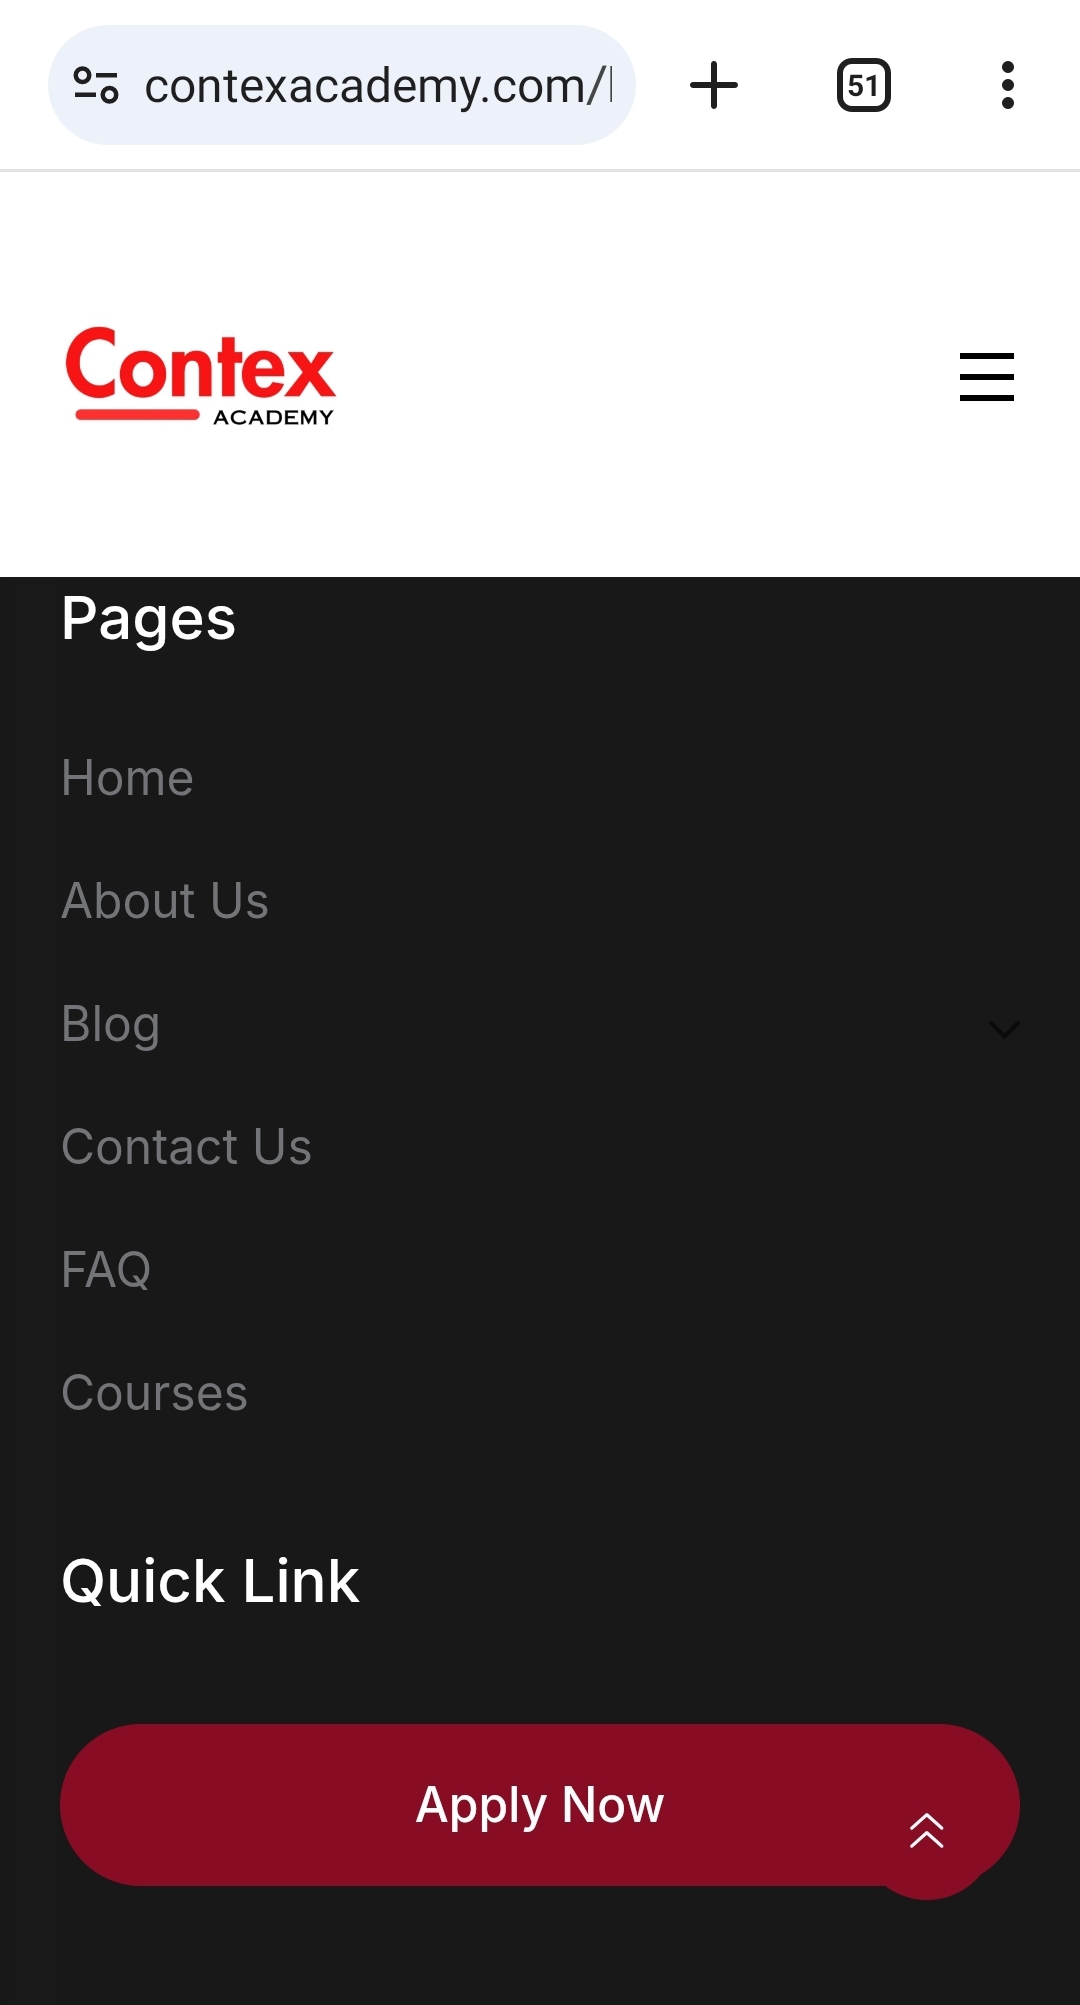 contexacademy.com/
51
Contex
ACADEMY
Pages
Home
About Us
Blog
Contact Us
FAQ
Courses
Quick Link
Apply Now